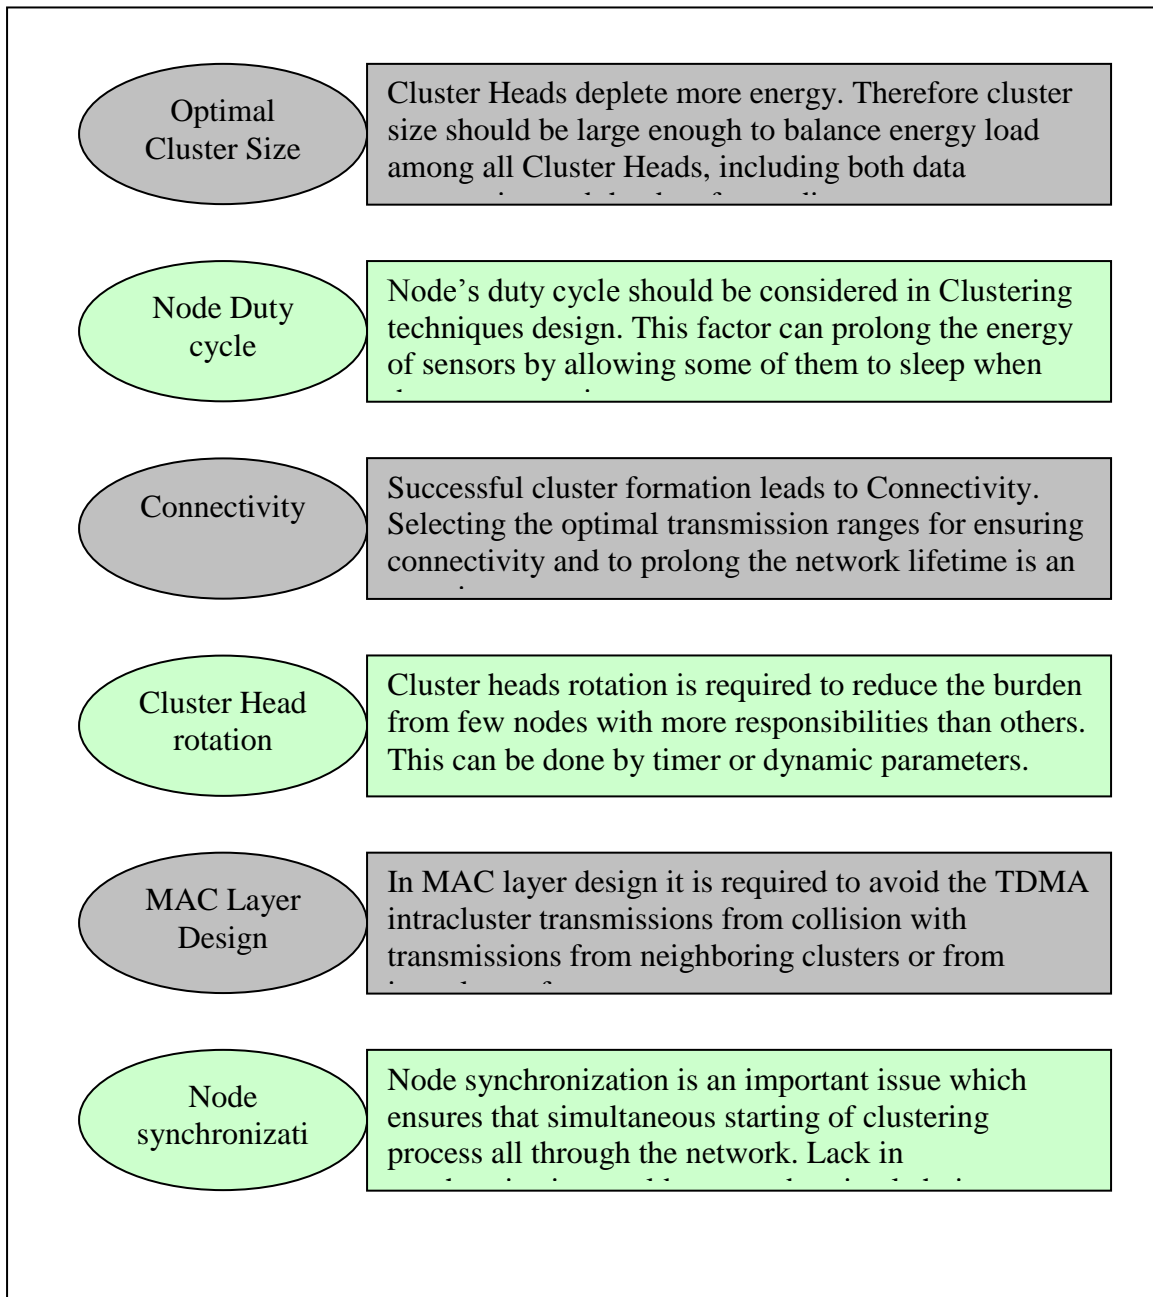 Optimal
Cluster Size
Cluster Heads deplete more energy. Therefore cluster
size should be large enough to balance energy load
among all Cluster Heads, including both data
Node Duty
cycle
Node’s duty cycle should be considered in Clustering
techniques design. This factor can prolong the energy
of sensors by allowing some of them to sleep when
Connectivity
Successful cluster formation leads to Connectivity.
Selecting the optimal transmission ranges for ensuring
connectivity and to prolong the network lifetime is an
Cluster Head
rotation
Cluster heads rotation is required to reduce the burden
from few nodes with more responsibilities than others.
This can be done by timer or dynamic parameters.
MAC Layer
Design
In MAC layer design it is required to avoid the TDMA
intracluster transmissions from collision with
transmissions from neighboring clusters or from
Node
synchronizati
Node synchronization is an important issue which
ensures that simultaneous starting of clustering
process all through the network. Lack in